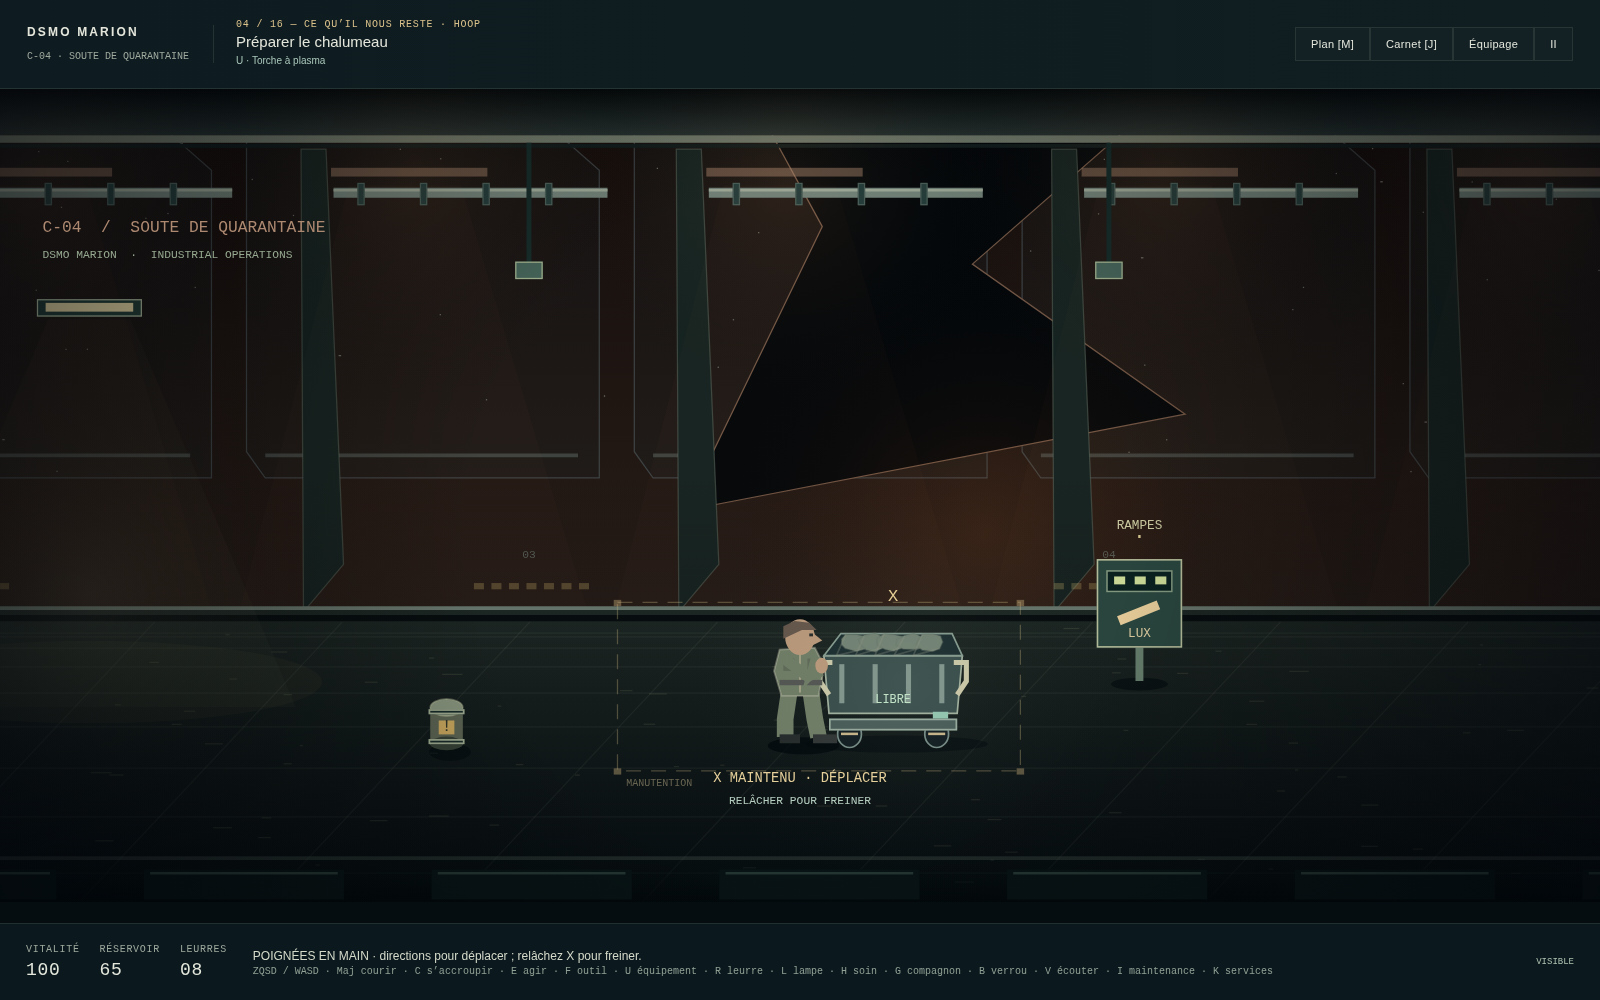 DSMO MARION
C-04 · SOUTE DE QUARANTAINE
04 / 16 — CE QU’IL NOUS RESTE · HOOP
Préparer le chalumeau
U · Torche à plasma
Plan [M]
Carnet [J]
Équipage
II
C-04 / SOUTE DE QUARANTAINE
DSMO MARION · INDUSTRIAL OPERATIONS
RAMPES
03
04
X
LUX
LIBRE
!
MANUTENTION
X MAINTENU · DÉPLACER
RELÂCHER POUR FREINER
VITALITÉ
100
RÉSERVOIR
65
LEURRES
08
POIGNÉES EN MAIN · directions pour déplacer ; relâchez X pour freiner.
ZQSD / WASD · Maj courir · C s’accroupir · E agir · F outil · U équipement · R leurre · L lampe · H soin · G compagnon · B verrou · V écouter · I maintenance · K services
VISIBLE